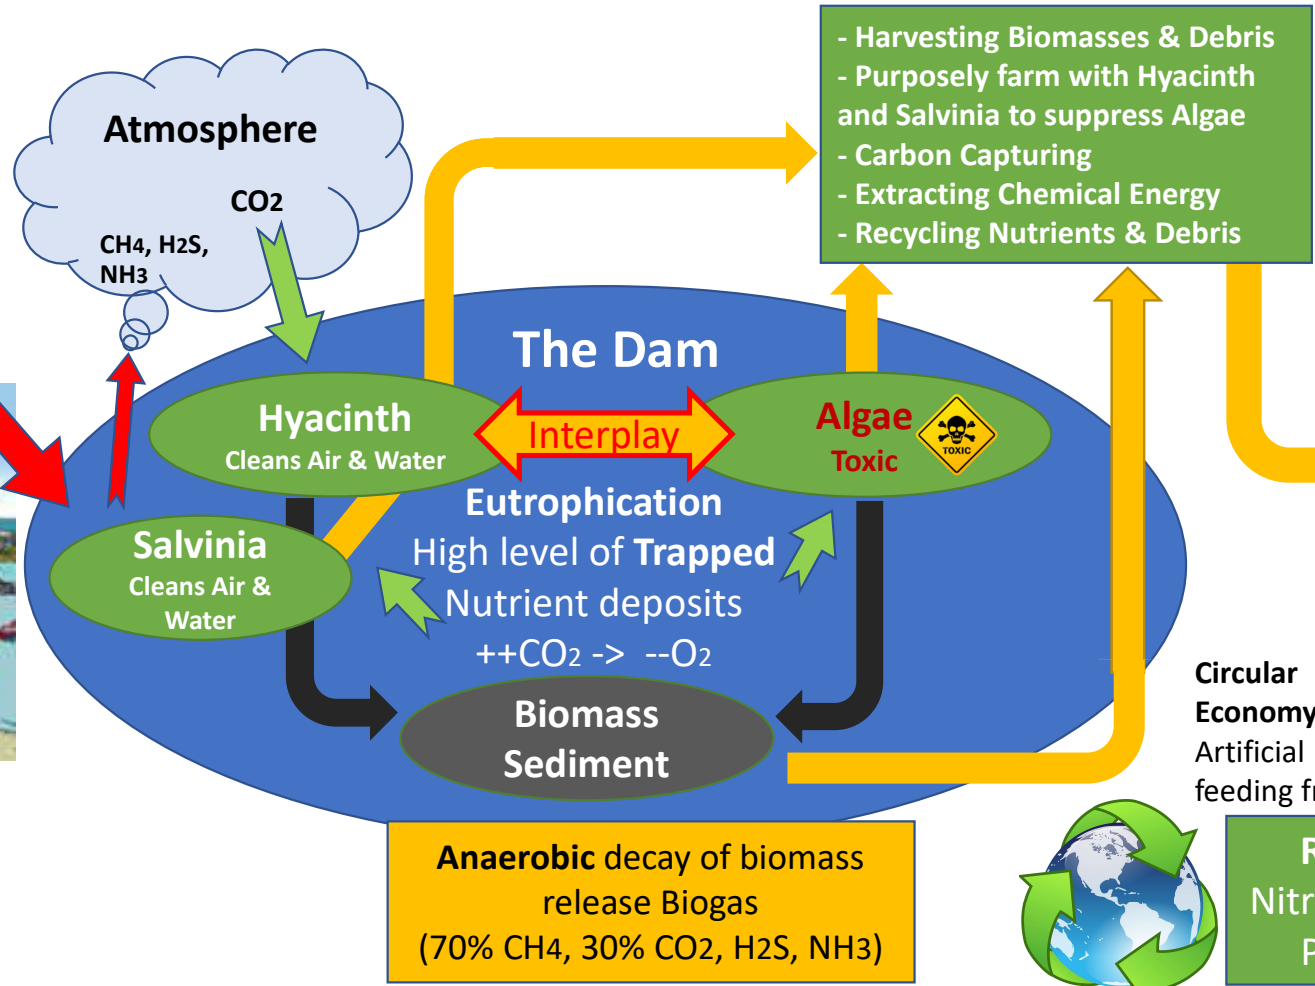 Atmosphere
CO2
CH4, H2S,
NH3
- Harvesting Biomasses & Debris
- Purposely farm with Hyacinth
and Salvinia to suppress Algae
- Carbon Capturing
- Extracting Chemical Energy
- Recycling Nutrients & Debris
The Dam
Hyacinth
Cleans Air & Water
Interplay
Algae
Toxic
TOXIC
Salvinia
Cleans Air &
Water
Eutrophication
High level of Trapped
Nutrient deposits
++CO2 -> --O2
Biomass
Sediment
Anaerobic decay of biomass
release Biogas
(70% CH4, 30% CO2, H2S, NH3)
Circular
Economy
Artificial
feeding